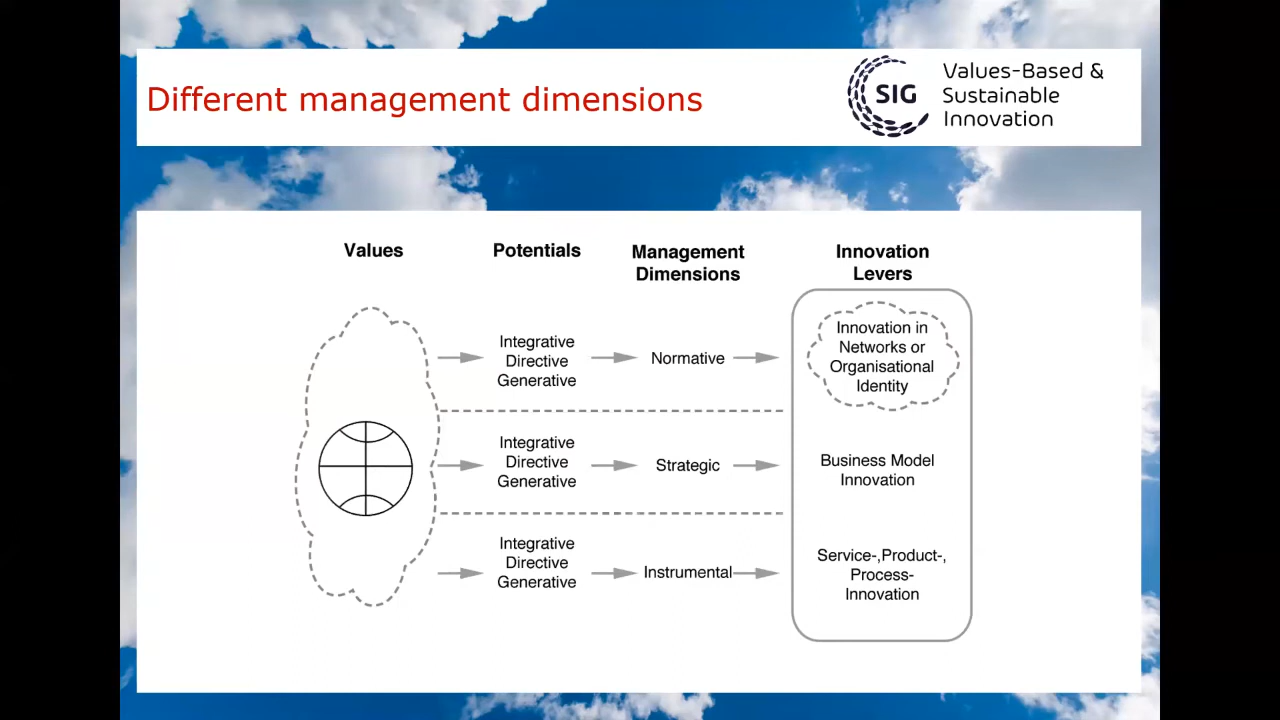 Different management dimensions
SIG
Values-Based &
Sustainable
Innovation
Values
Potentials
Management
Dimensions
Innovation
Levers
Integrative
Directive
Generative
Normative
Innovation in
Networks or
Organisational
Identity
Integrative
Directive
Generative
Strategic
Business Model
Innovation
Integrative
Directive
Generative
Instrumental
Service-,Product-,
Process-
Innovation